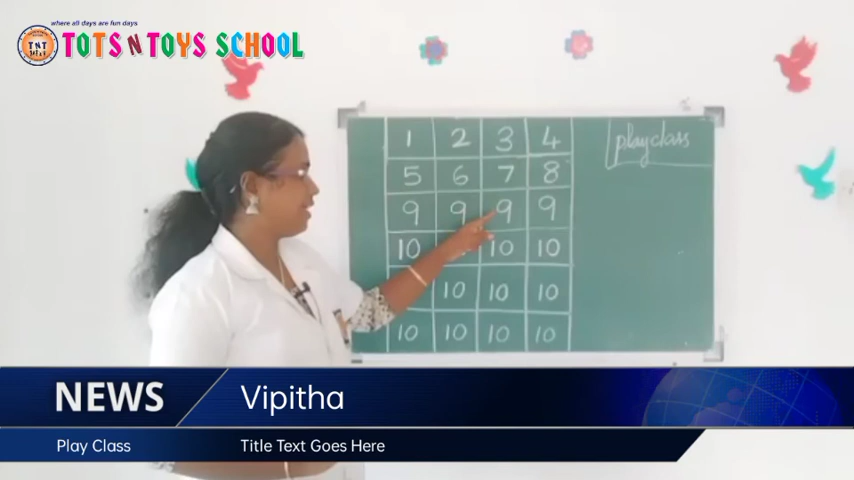 where all days are fun days
TNT
TOTS N TOYS SCHOOL
1 2 3 4
play class
5 6 7 8
9 9 9 9
10 10 10
10 10 10
10 10 10 10
NEWS
Vipitha
Play Class
Title Text Goes Here